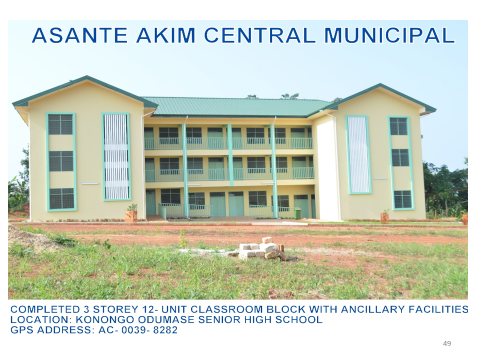 ASANTE AKIM CENTRAL MUNICIPAL
COMPLETED 3 STOREY 12- UNIT CLASSROOM BLOCK WITH ANCILLARY FACILITIES
LOCATION: KONONGO ODUMASE SENIOR HIGH SCHOOL
GPS ADDRESS: AC- 0039- 8282
49